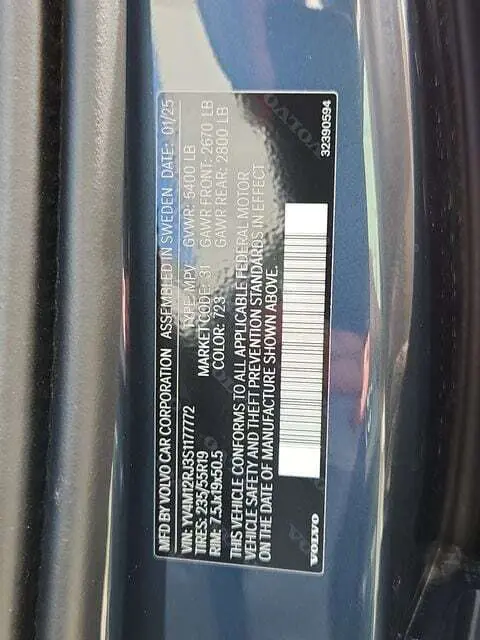 MFD BY VOLVO CAR CORPORATION ASSEMBLED IN SWEDEN DATE: 01/25
VIN: YV4M12RJ3S1177772 TYPE: MPV GVWR: 5400 LB
TIRES: 235/55R19 MARKETCODE: 31 GAWR FRONT: 2670 LB
RIM: 7.5Jx19x50.5 COLOR: 723 GAWR REAR: 2800 LB
THIS VEHICLE CONFORMS TO ALL APPLICABLE FEDERAL MOTOR
VEHICLE SAFETY AND THEFT PREVENTION STANDARDS IN EFFECT
ON THE DATE OF MANUFACTURE SHOWN ABOVE.
VOLVO 32390594